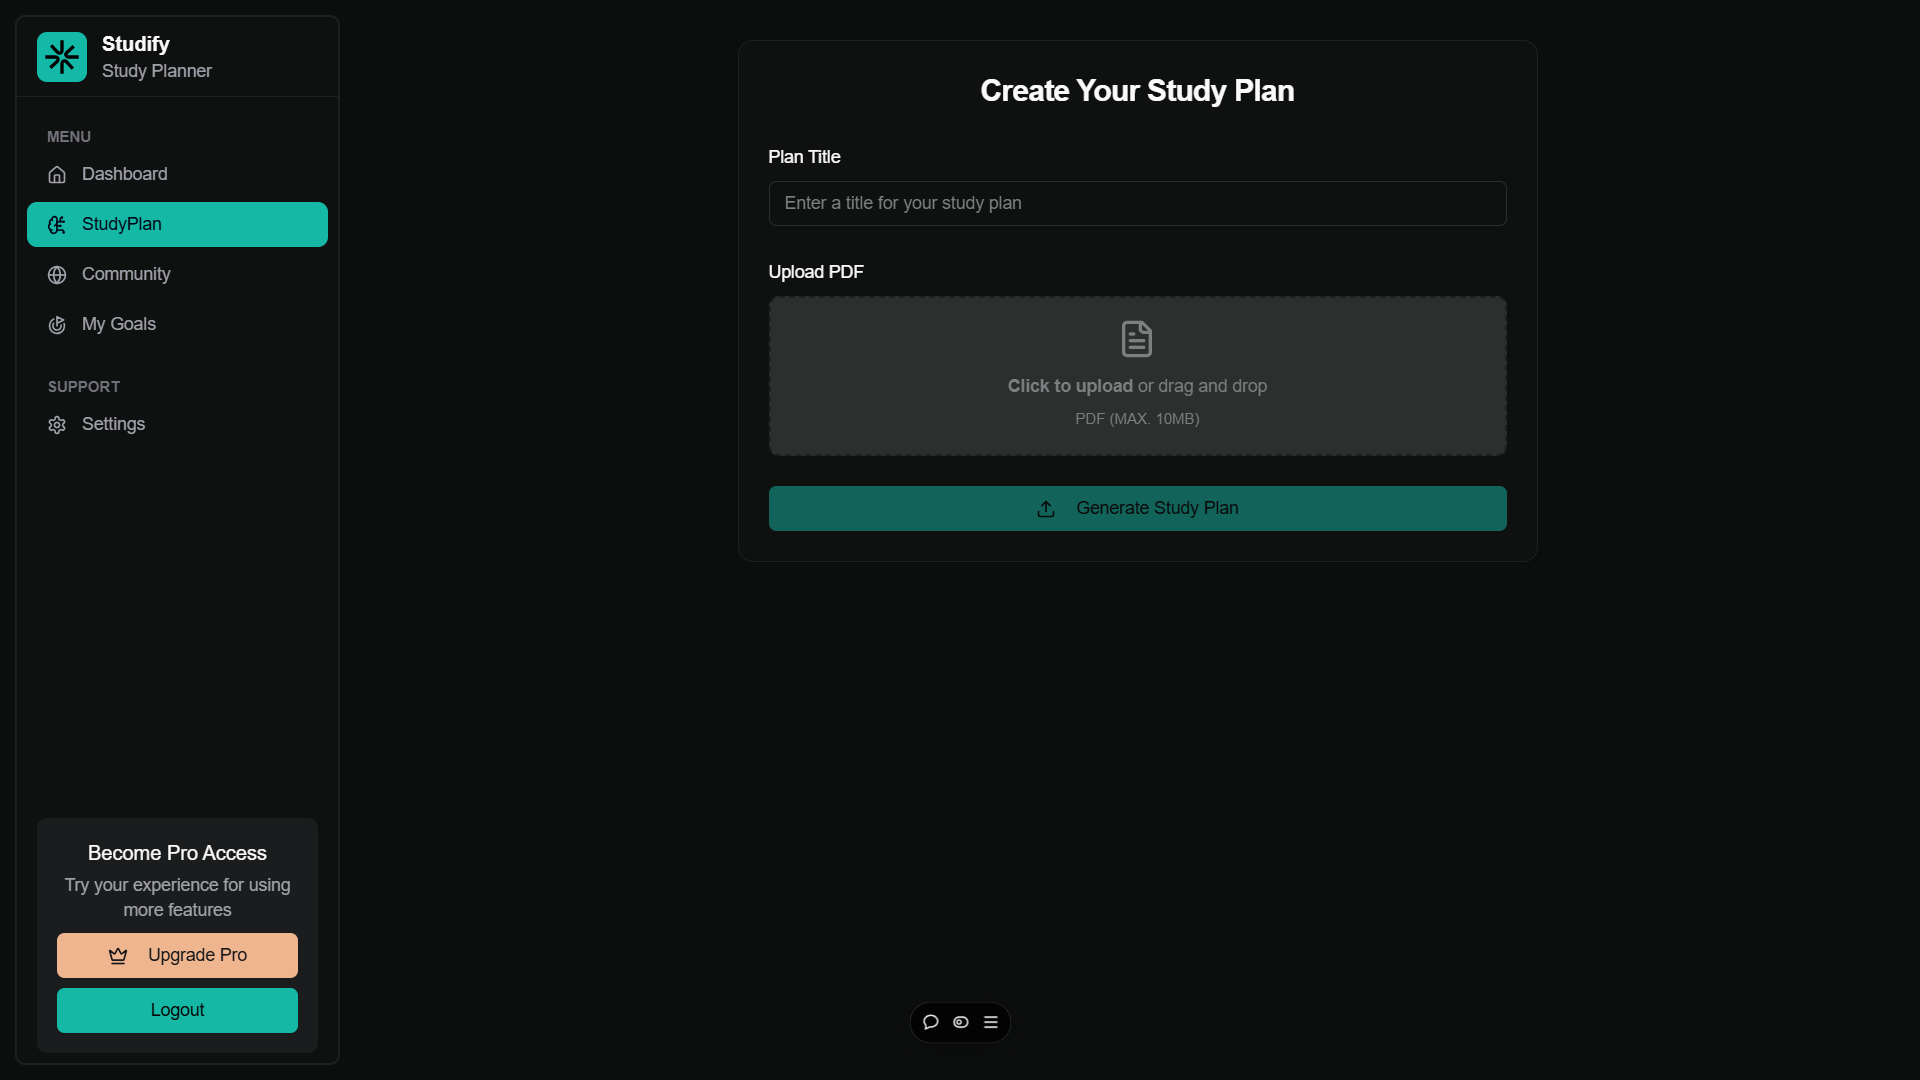 Studify
Study Planner
MENU
Dashboard
StudyPlan
Community
My Goals
SUPPORT
Settings
Become Pro Access
Try your experience for using
more features
Upgrade Pro
Logout
Create Your Study Plan
Plan Title
Enter a title for your study plan
Upload PDF
Click to upload or drag and drop
PDF (MAX. 10MB)
Generate Study Plan